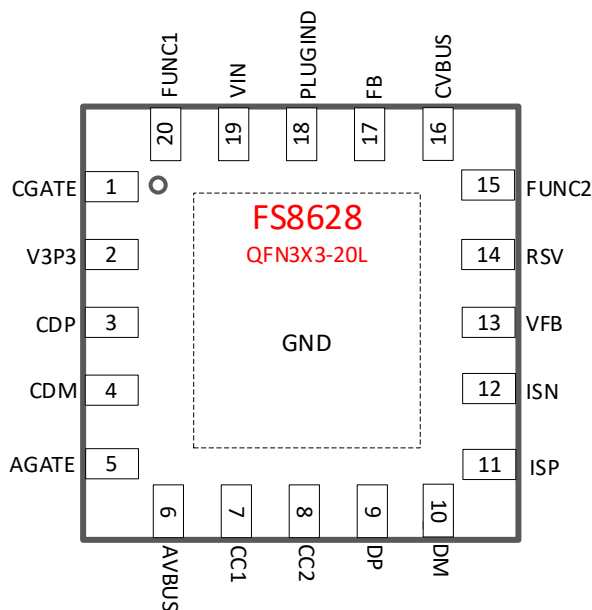 FUNC1
VIN
PLUGIND
FB
CVBUS
20
19
18
17
16
CGATE 1
15 FUNC2
FS8628
QFN3X3-20L
V3P3 2
14 RSV
CDP 3
13 VFB
GND
CDM 4
12 ISN
AGATE 5
11 ISP
6
7
8
9
10
AVBUS
CC1
CC2
DP
DM